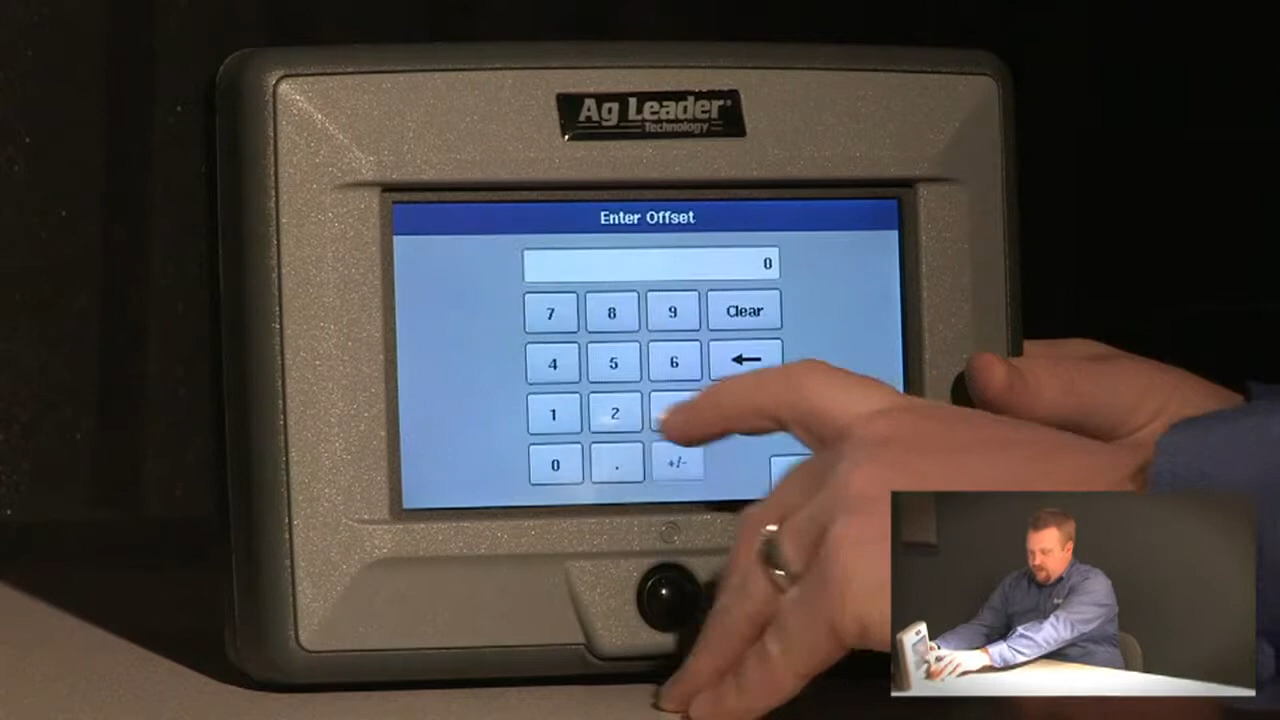 Ag Leader
Technology
Enter Offset
0
7 8 9 Clear
4 5 6 ←
1 2
0 . +/-